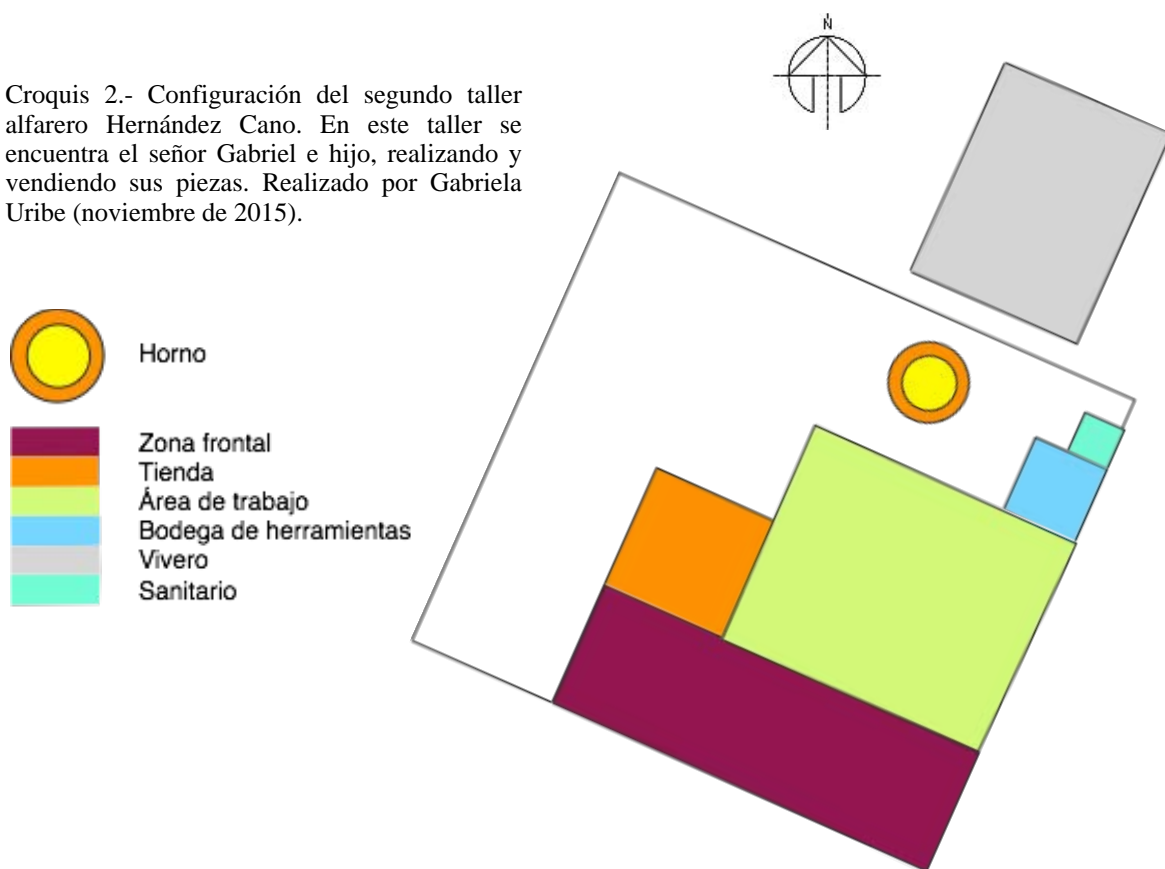 N
Croquis 2.- Configuración del segundo taller
alfarero Hernández Cano. En este taller se
encuentra el señor Gabriel e hijo, realizando y
vendiendo sus piezas. Realizado por Gabriela
Uribe (noviembre de 2015).
Horno
Zona frontal
Tienda
Área de trabajo
Bodega de herramientas
Vivero
Sanitario